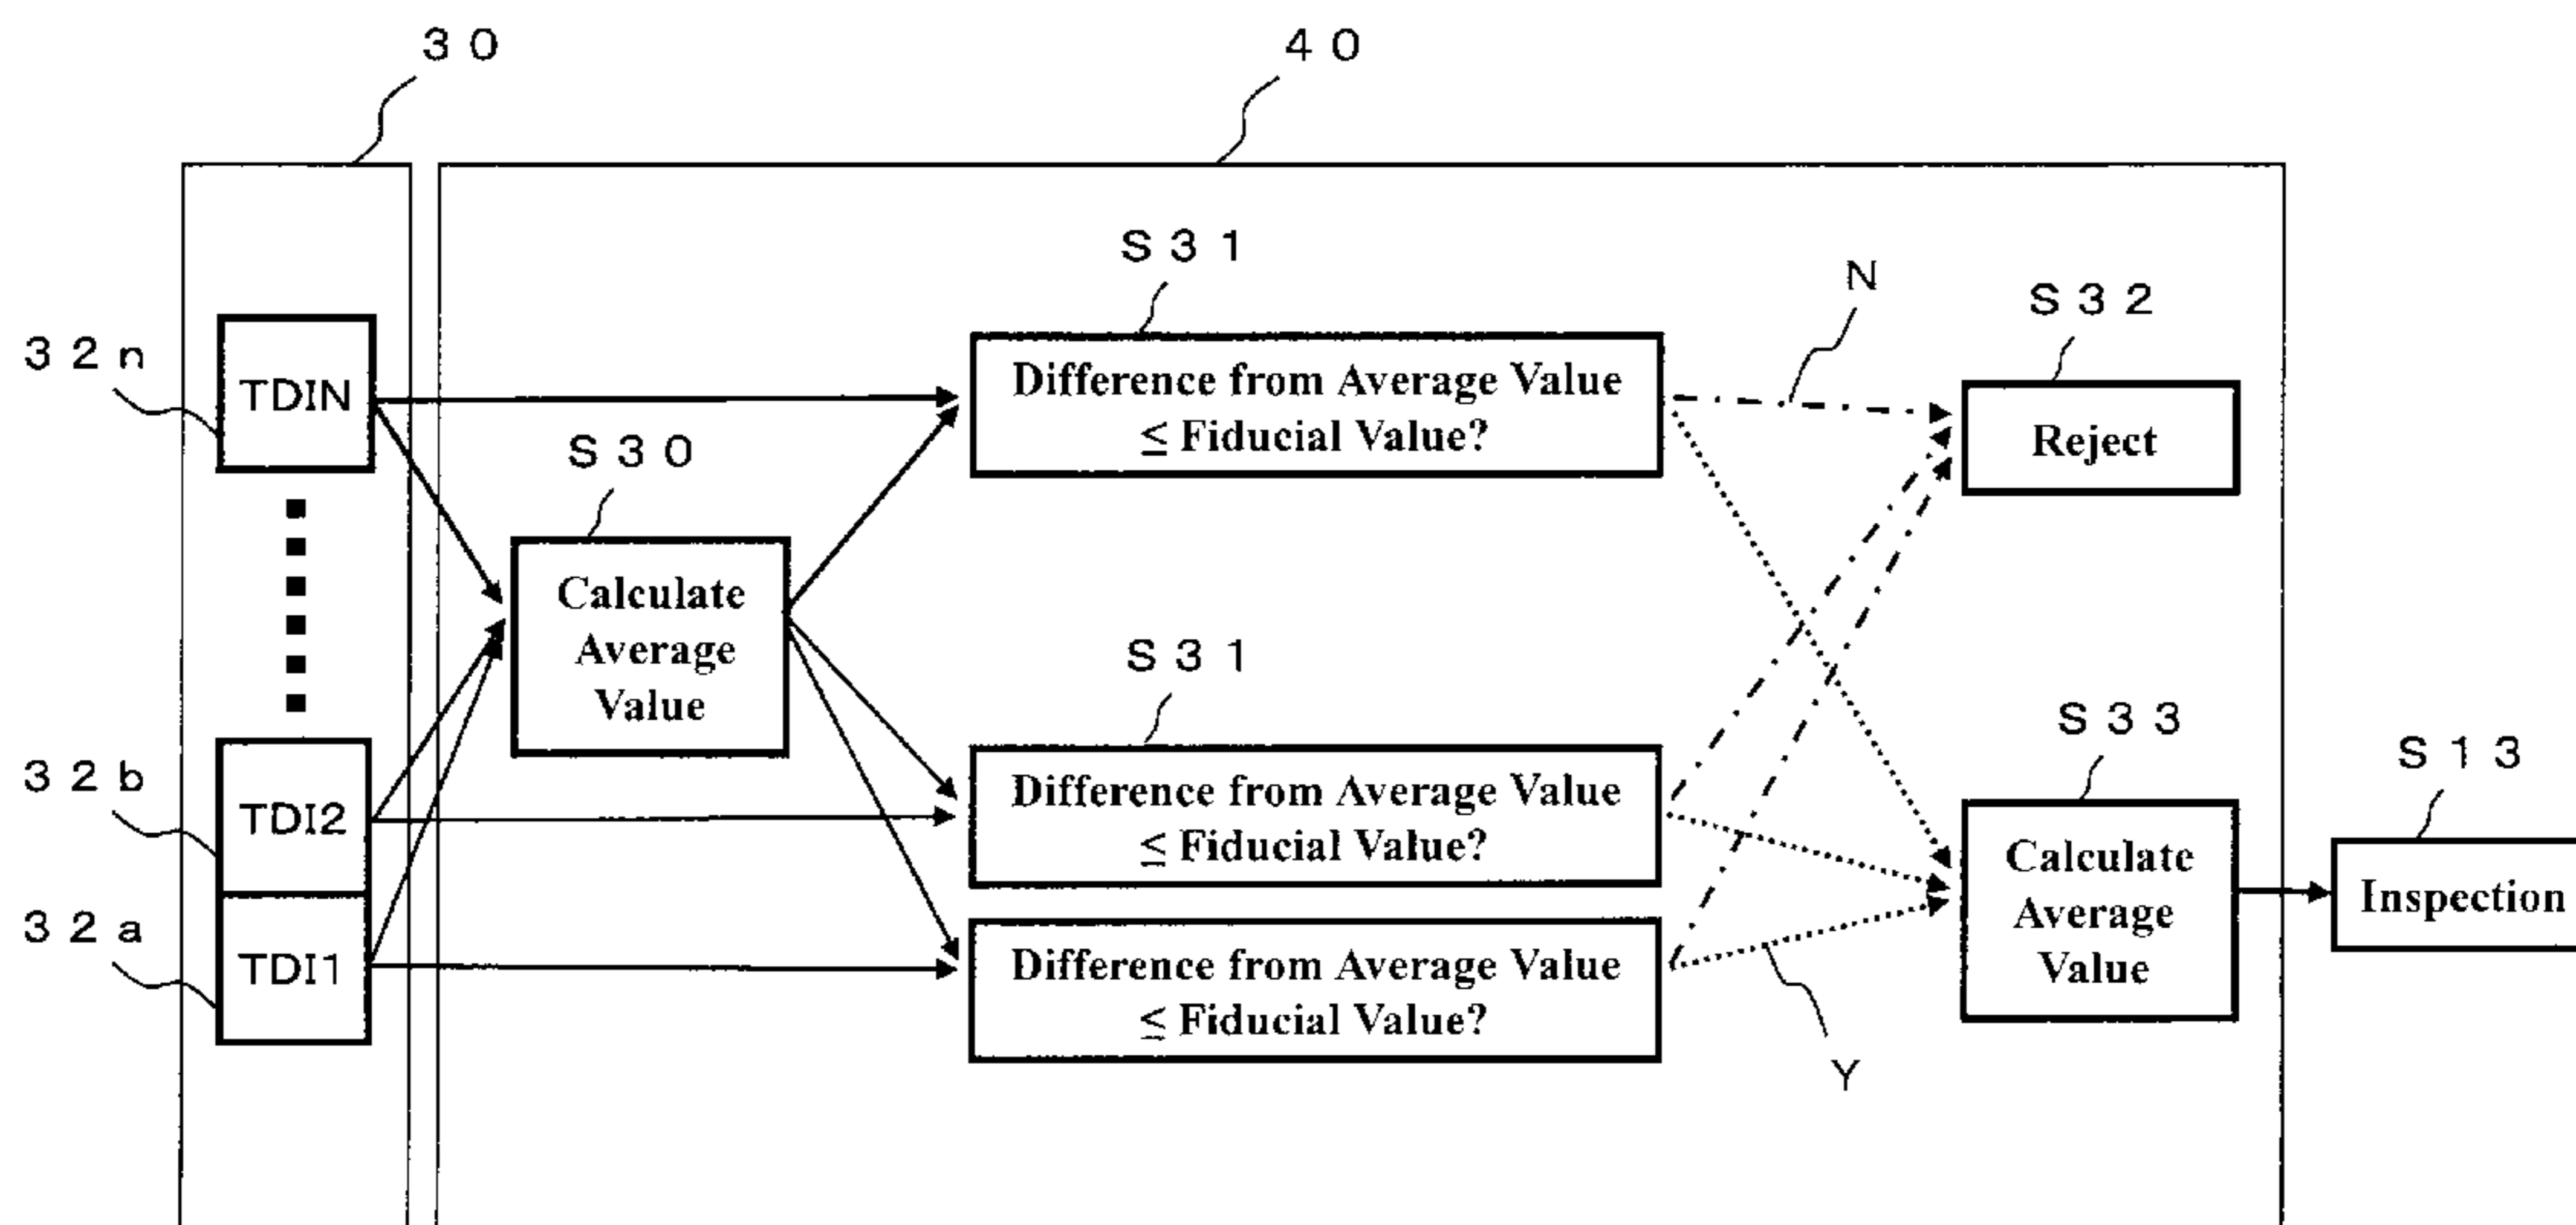 30
40
S31
N
S32
32n
TDIN
Difference from Average Value
≤ Fiducial Value?
Reject
S30
Calculate
Average
Value
S31
S33
S13
32b
TDI2
Difference from Average Value
≤ Fiducial Value?
Calculate
Average
Value
Inspection
32a
TDI1
Difference from Average Value
≤ Fiducial Value?
Y